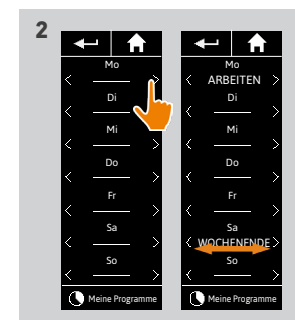 2
Mo
Di
Mi
Do
Fr
Sa
So
Meine Programme
Mo
ARBEITEN
Di
Mi
Do
Fr
Sa
WOCHENENDE
So
Meine Programme